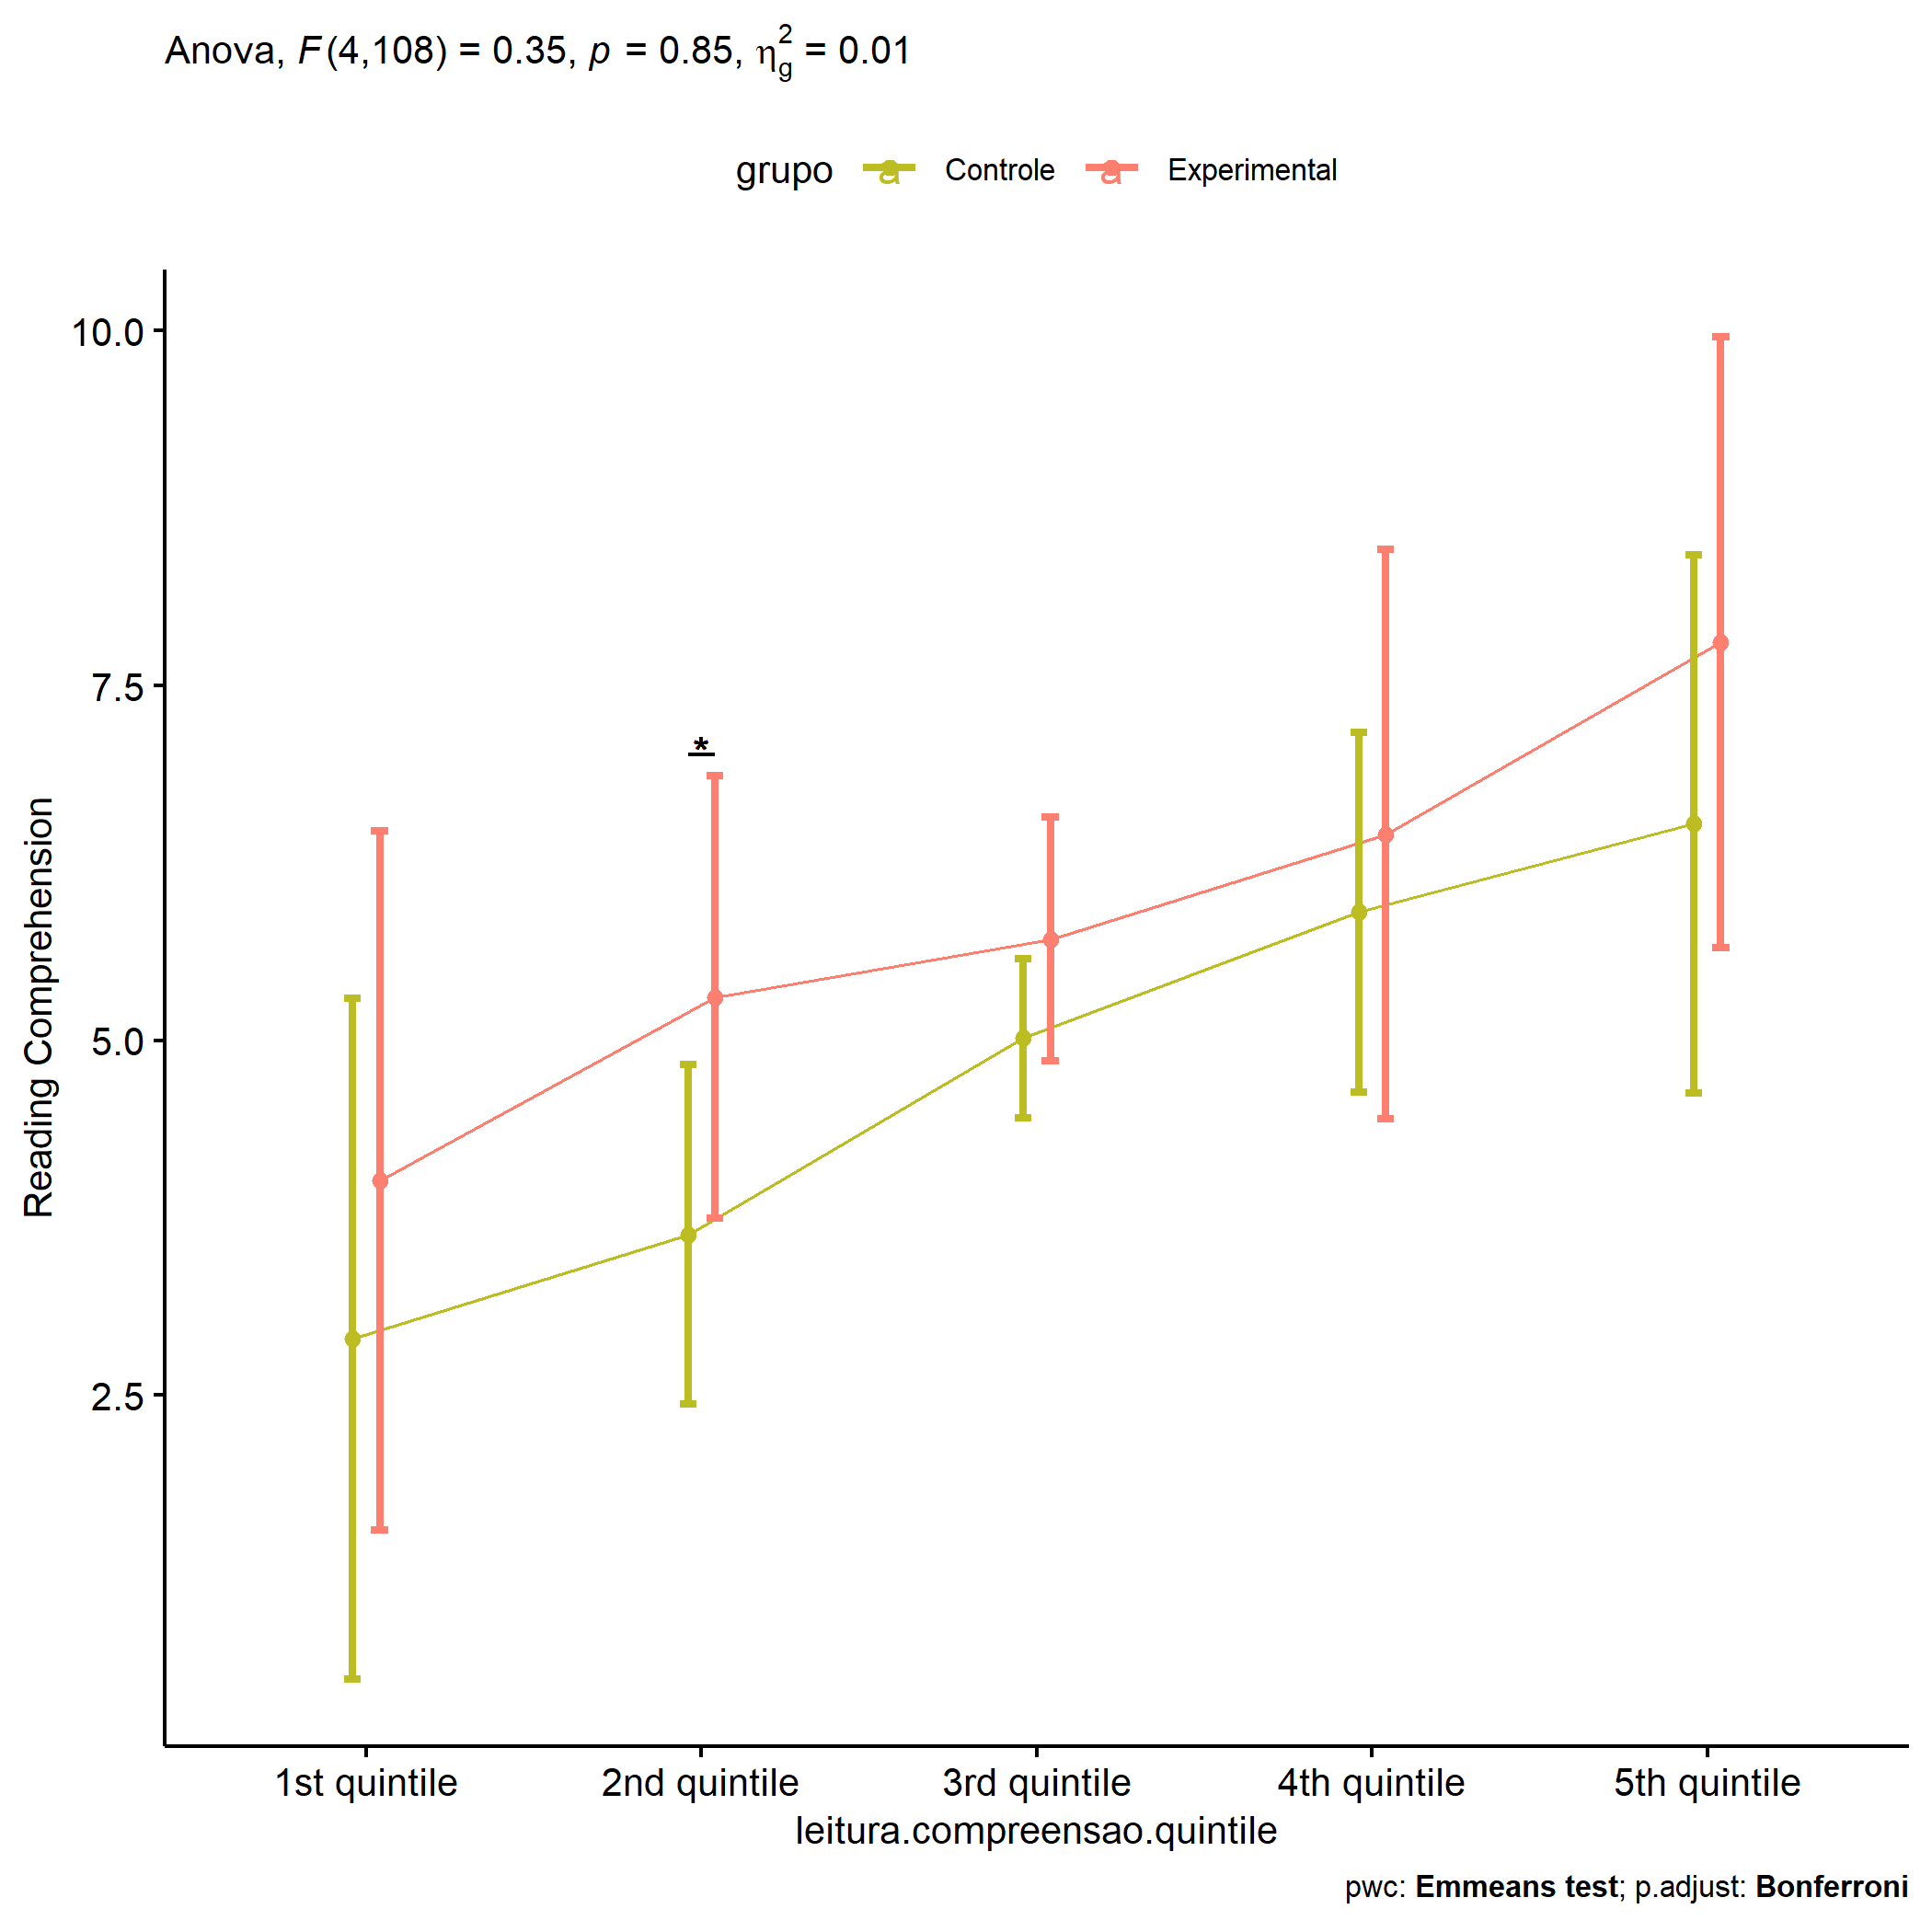 Anova, F(4,108) = 0.35, p = 0.85, η²g = 0.01
grupo a Controle a Experimental
10.0
7.5
5.0
2.5
Reading Comprehension
*
1st quintile 2nd quintile 3rd quintile 4th quintile 5th quintile
leitura.compreensao.quintile
pwc: Emmeans test; p.adjust: Bonferroni